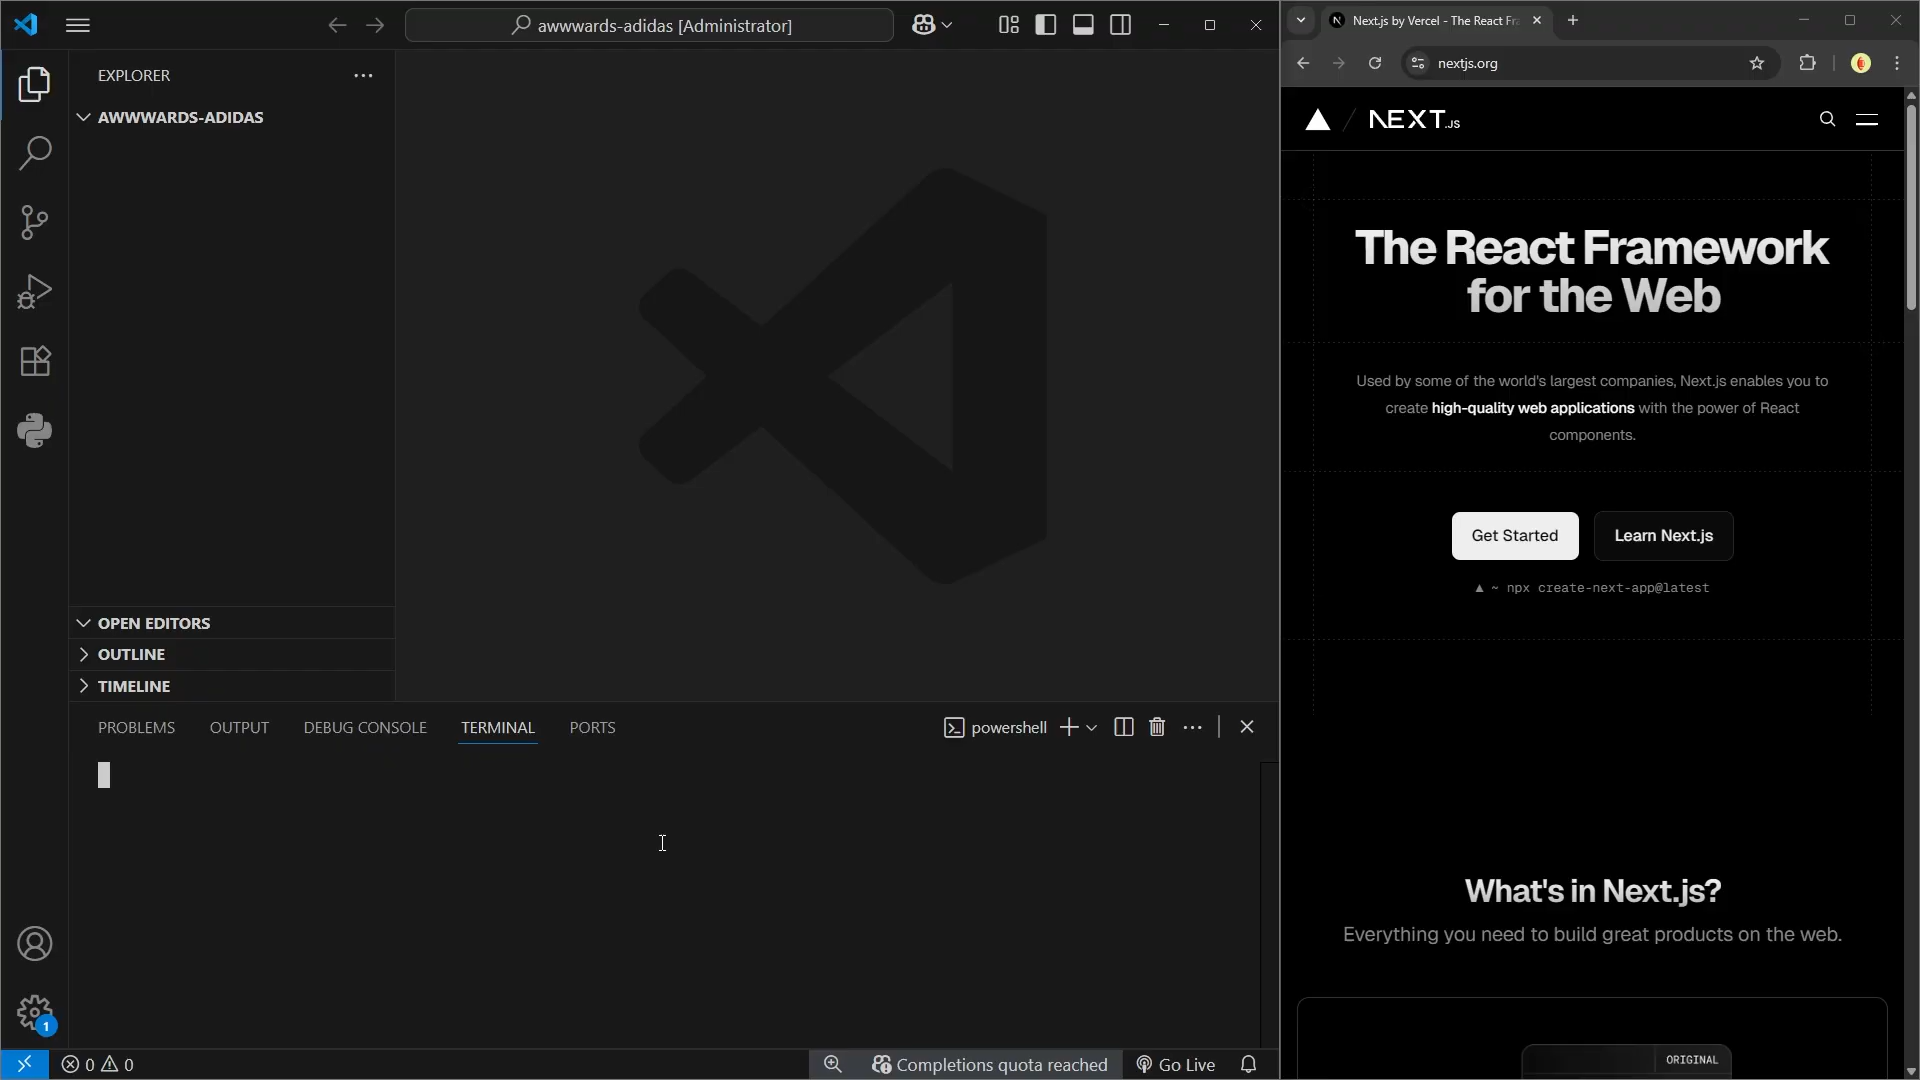 awwwards-adidas [Administrator]
EXPLORER
AWWWARDS-ADIDAS
OPEN EDITORS
OUTLINE
TIMELINE
PROBLEMS
OUTPUT
DEBUG CONSOLE
TERMINAL
PORTS
powershell
1
0
0
Completions quota reached
Go Live
Next.js by Vercel - The React Fr
nextjs.org
NEXT.JS
The React Framework
for the Web
Used by some of the world's largest companies, Next.js enables you to
create high-quality web applications with the power of React
components.
Get Started
Learn Next.js
▲ ~ npx create-next-app@latest
What's in Next.js?
Everything you need to build great products on the web.
ORIGINAL